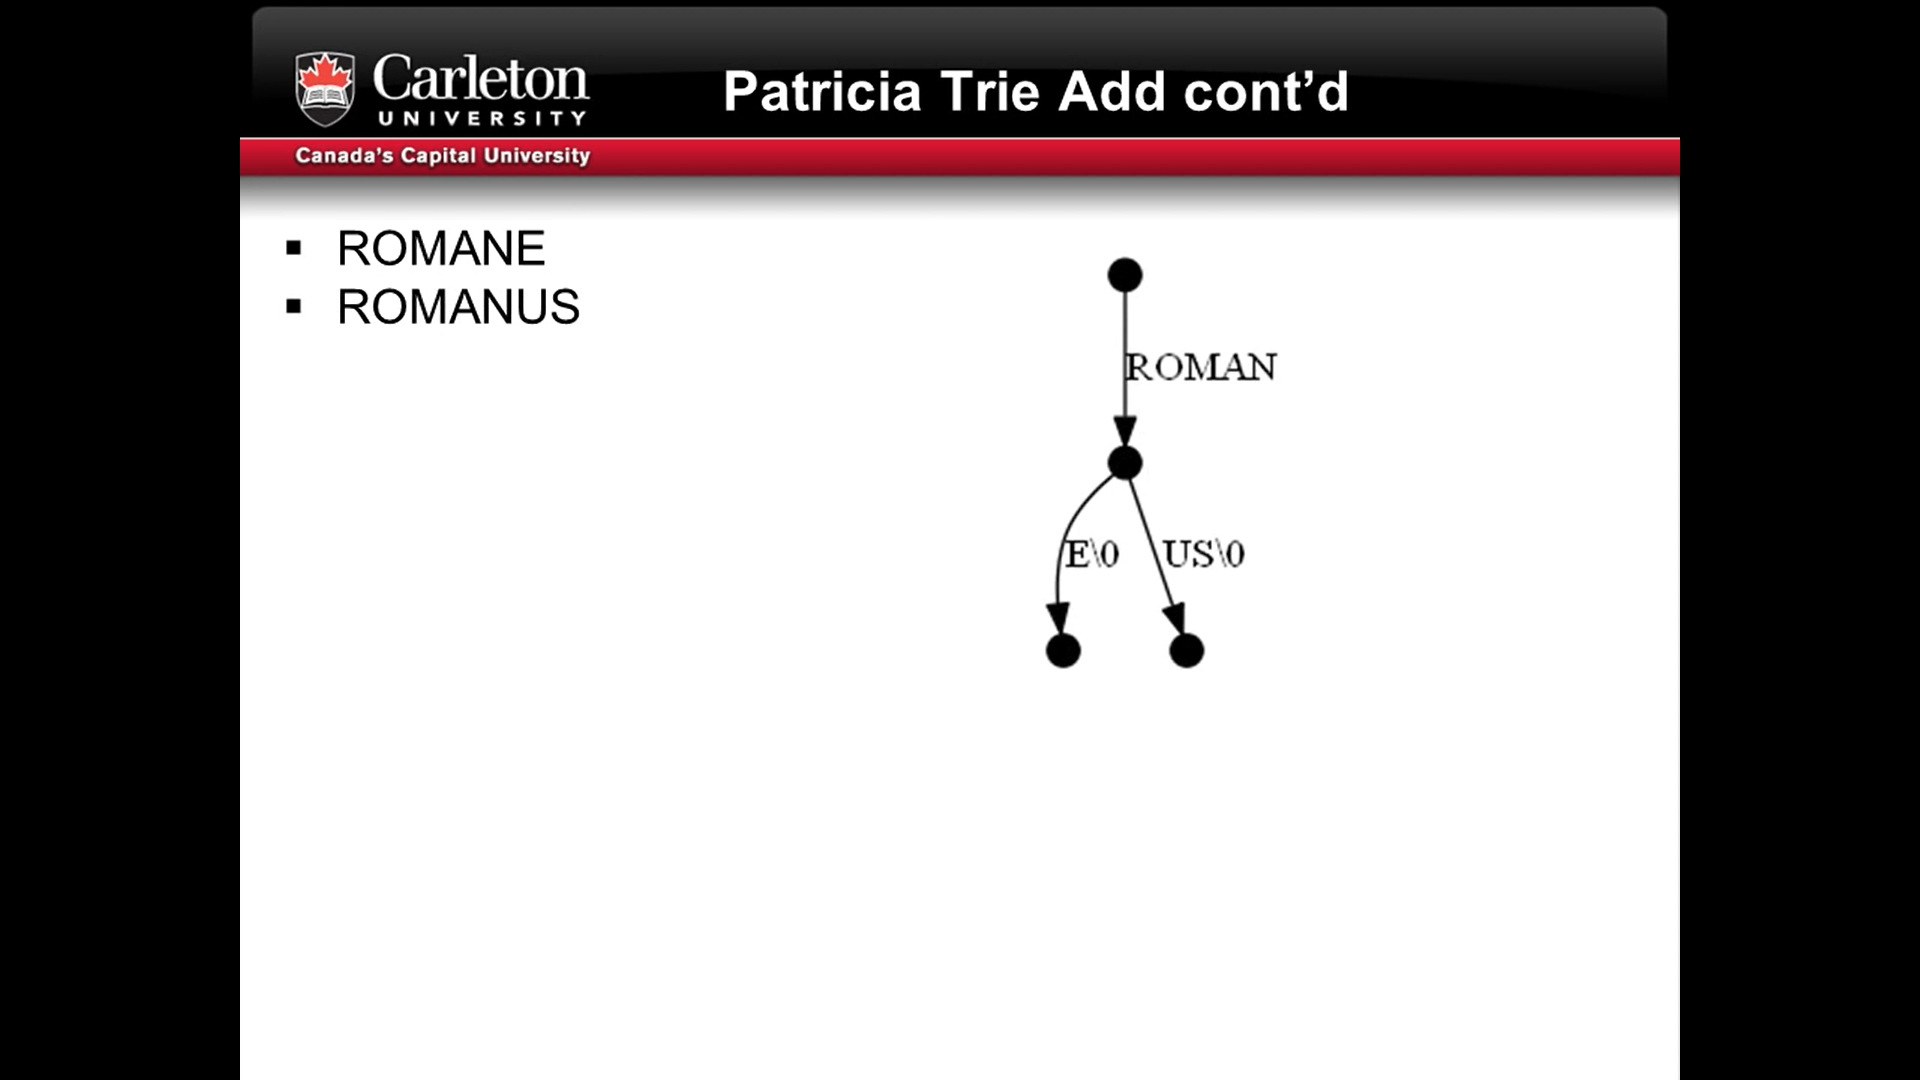 Carleton
UNIVERSITY
Patricia Trie Add cont’d
Canada’s Capital University
ROMANE
ROMANUS
ROMAN
E\0
US\0